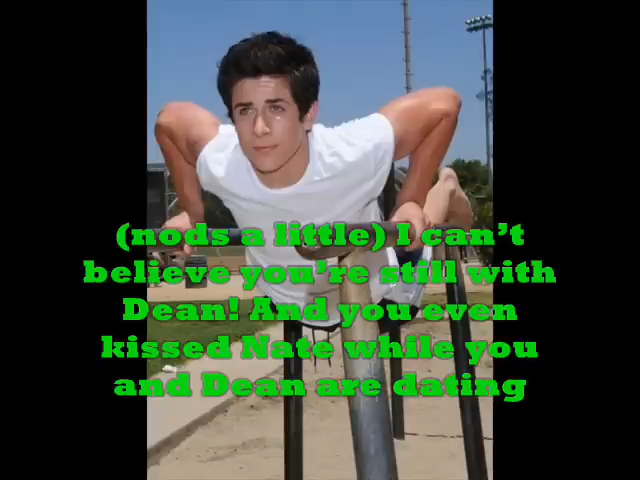 (nods a little) I can't
believe you're still with
Dean! And you even
kissed Nate while you
and Dean are dating